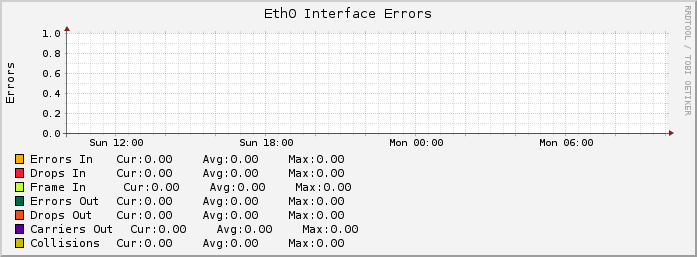 Eth0 Interface Errors
RRDTOOL / TOBI OETIKER
Errors
1.0
0.8
0.6
0.4
0.2
0.0
Sun 12:00 Sun 18:00 Mon 00:00 Mon 06:00
Errors In Cur:0.00 Avg:0.00 Max:0.00
Drops In Cur:0.00 Avg:0.00 Max:0.00
Frame In Cur:0.00 Avg:0.00 Max:0.00
Errors Out Cur:0.00 Avg:0.00 Max:0.00
Drops Out Cur:0.00 Avg:0.00 Max:0.00
Carriers Out Cur:0.00 Avg:0.00 Max:0.00
Collisions Cur:0.00 Avg:0.00 Max:0.00